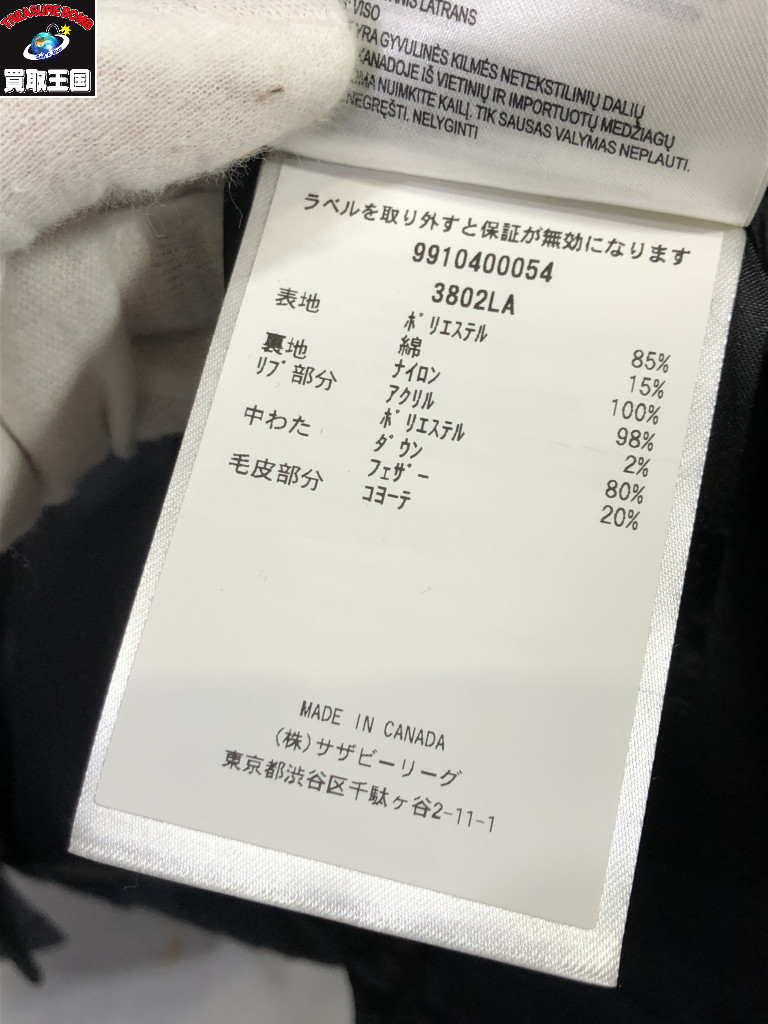 TREASURE BOMB
買取王国
LATRANS
VISO
YRA GYVULINĖS KILMĖS NETEKSTILINIŲ DALIŲ
KANADOJE IŠ VIETINIŲ IR IMPORTUOTŲ MEDŽIAGŲ
NUIMKITE KAILĮ. TIK SAUSAS VALYMAS NEPLAUTI.
NEGRĘŠTI. NELYGINTI
ラベルを取り外すと保証が無効になります
9910400054
3802LA
表地 ポリエステル 85%
綿 15%
裏地 ナイロン 100%
リブ部分 アクリル 98%
ポリエステル 2%
中わた ダウン 80%
フェザー 20%
毛皮部分 コヨーテ
MADE IN CANADA
(株)サザビーリーグ
東京都渋谷区千駄ヶ谷2-11-1